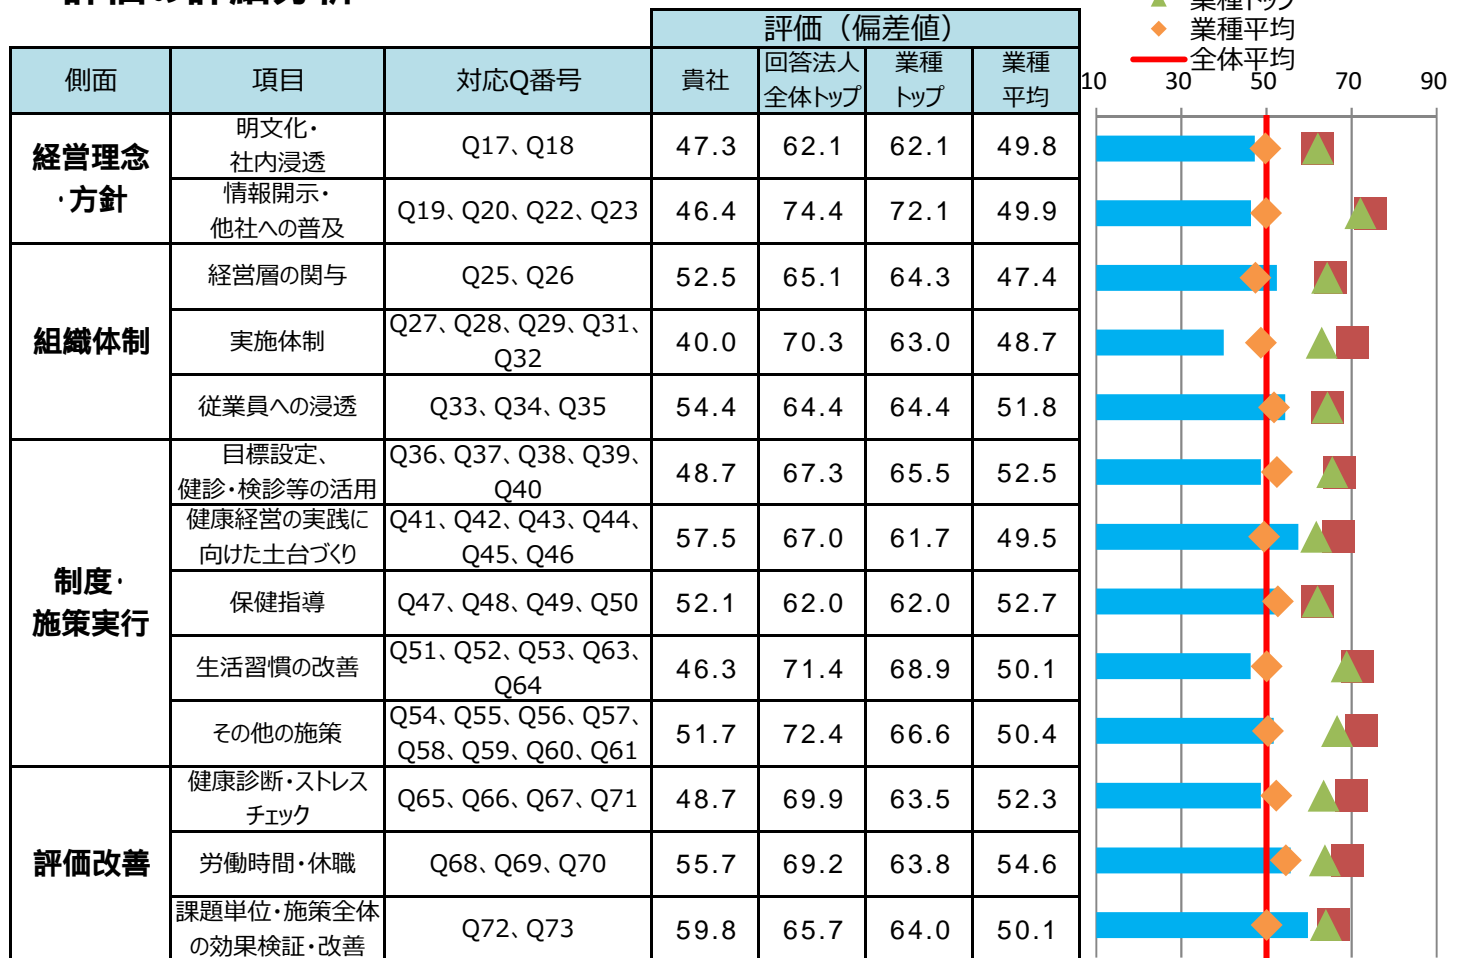 業種平均
全体平均
評価（偏差値）
側面 項目 対応Q番号 貴社 回答法人 業種 業種
全体トップ トップ 平均
10 30 50 70 90
経営理念
・方針
明文化・
社内浸透
Q17、Q18 47.3 62.1 62.1 49.8
情報開示・
他社への普及
Q19、Q20、Q22、Q23 46.4 74.4 72.1 49.9
組織体制
経営層の関与 Q25、Q26 52.5 65.1 64.3 47.4
実施体制
Q27、Q28、Q29、Q31、
Q32
40.0 70.3 63.0 48.7
従業員への浸透 Q33、Q34、Q35 54.4 64.4 64.4 51.8
制度・
施策実行
目標設定、
健診・検診等の活用
Q36、Q37、Q38、Q39、
Q40
48.7 67.3 65.5 52.5
健康経営の実践に
向けた土台づくり
Q41、Q42、Q43、Q44、
Q45、Q46
57.5 67.0 61.7 49.5
保健指導 Q47、Q48、Q49、Q50 52.1 62.0 62.0 52.7
生活習慣の改善
Q51、Q52、Q53、Q63、
Q64
46.3 71.4 68.9 50.1
その他の施策
Q54、Q55、Q56、Q57、
Q58、Q59、Q60、Q61
51.7 72.4 66.6 50.4
評価改善
健康診断・ストレス
チェック
Q65、Q66、Q67、Q71 48.7 69.9 63.5 52.3
労働時間・休職 Q68、Q69、Q70 55.7 69.2 63.8 54.6
課題単位・施策全体
の効果検証・改善
Q72、Q73 59.8 65.7 64.0 50.1